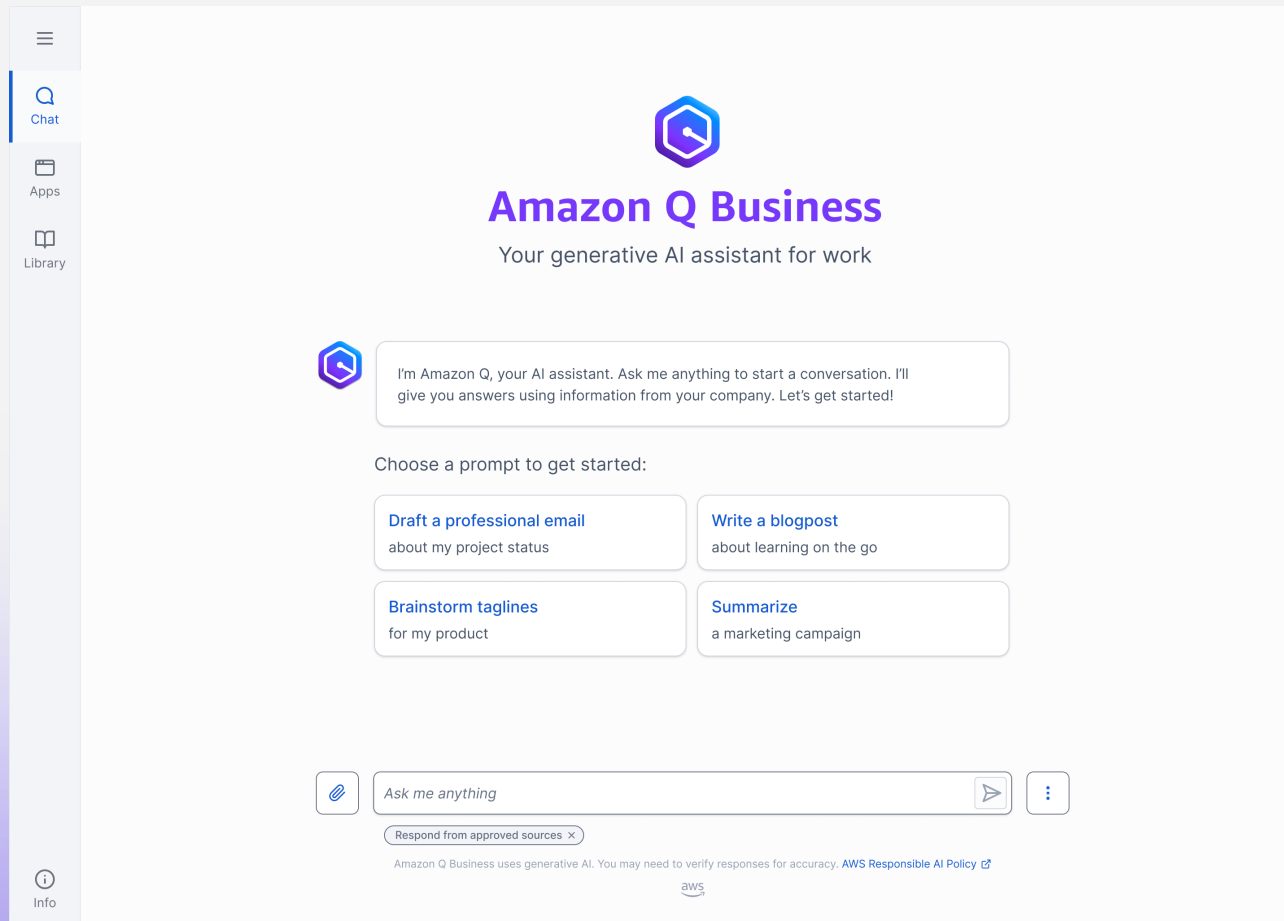 Chat
Apps
Library
Info
Amazon Q Business
Your generative AI assistant for work
I'm Amazon Q, your AI assistant. Ask me anything to start a conversation. I'll
give you answers using information from your company. Let's get started!
Choose a prompt to get started:
Draft a professional email
about my project status
Write a blogpost
about learning on the go
Brainstorm taglines
for my product
Summarize
a marketing campaign
Ask me anything
Respond from approved sources ×
Amazon Q Business uses generative AI. You may need to verify responses for accuracy. AWS Responsible AI Policy
aws